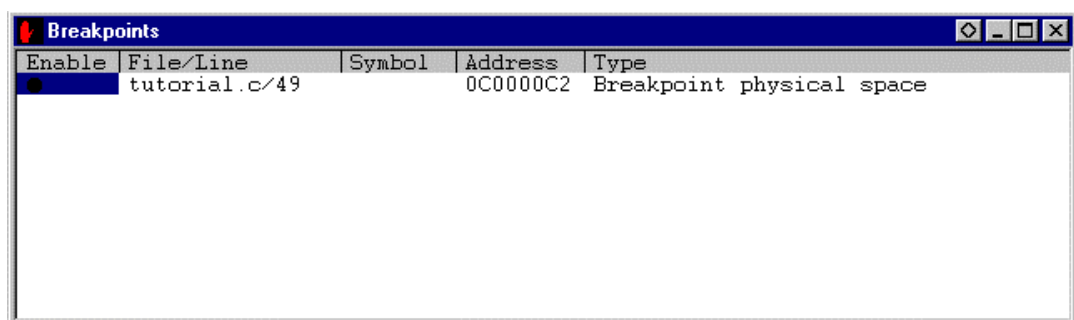 Breakpoints
Enable File/Line Symbol Address Type
tutorial.c/49 0C0000C2 Breakpoint physical space